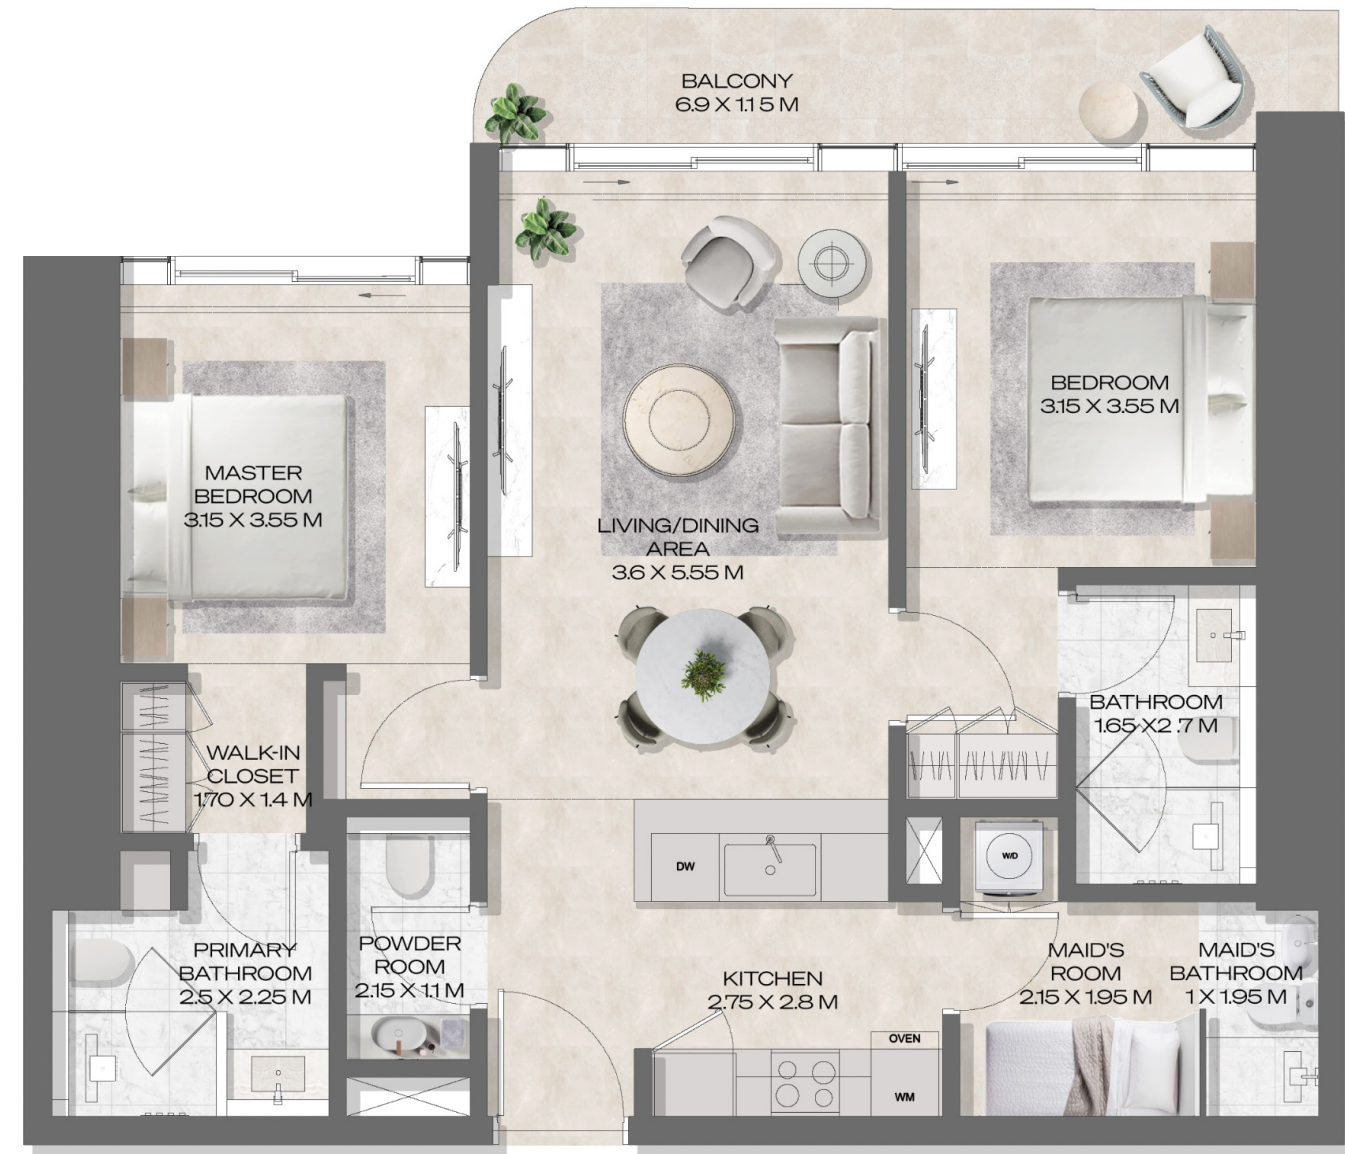 BALCONY
6.9 X 1.15 M
BEDROOM
3.15 X 3.55 M
MASTER
BEDROOM
3.15 X 3.55 M
LIVING/DINING
AREA
3.6 X 5.55 M
BATHROOM
1.65 X2 .7 M
WALK-IN
CLOSET
1.70 X 1.4 M
DW
W/D
POWDER
ROOM
2.15 X 1.1 M
PRIMARY
BATHROOM
2.5 X 2.25 M
KITCHEN
2.75 X 2.8 M
MAID'S
ROOM
2.15 X 1.95 M
MAID'S
BATHROOM
1 X 1.95 M
OVEN
WM